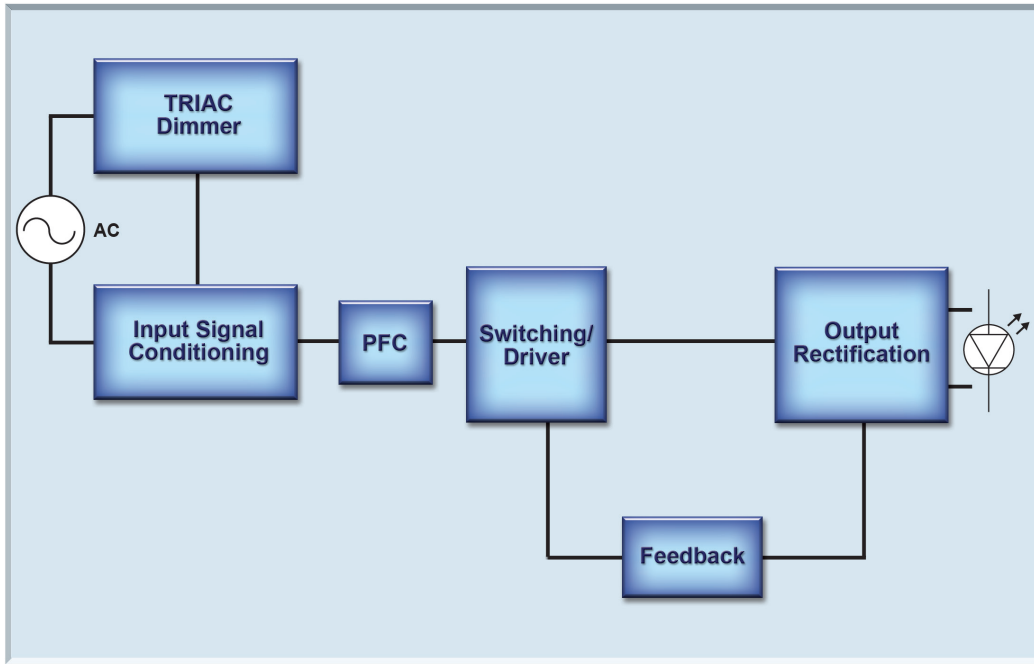 TRIAC
Dimmer
AC
Input Signal
Conditioning
PFC
Switching/
Driver
Output
Rectification
Feedback